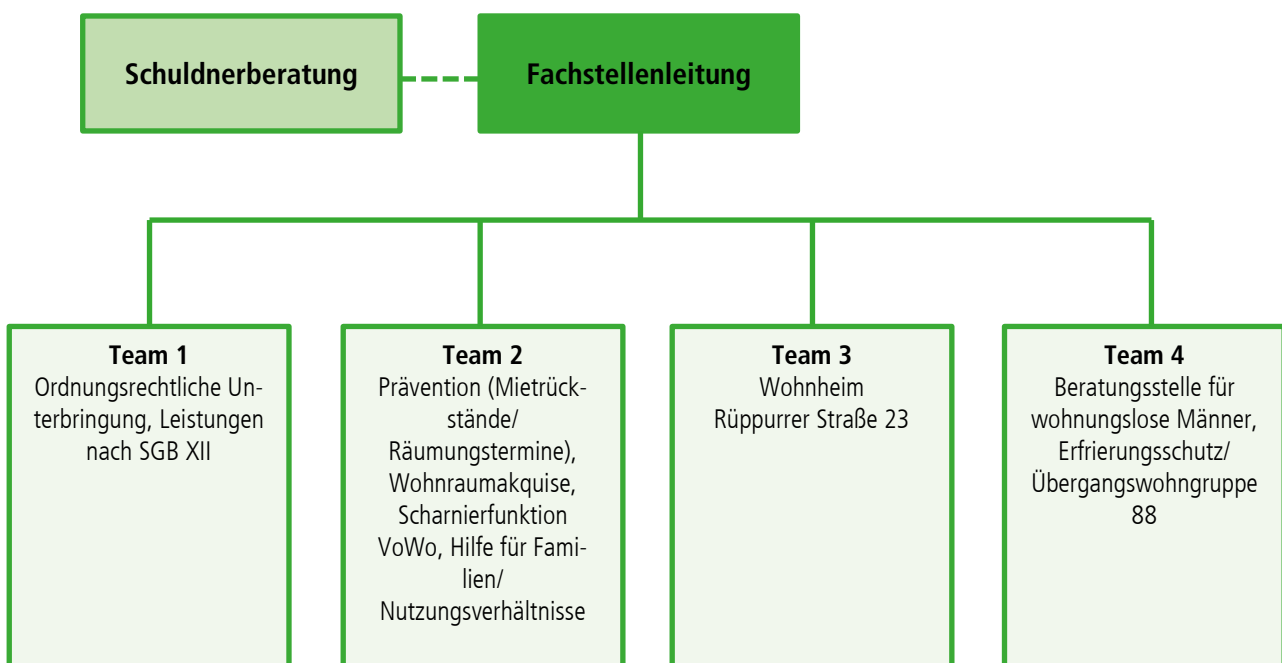 Schuldnerberatung
Fachstellenleitung
Team 1
Ordnungsrechtliche Un-
terbringung, Leistungen
nach SGB XII
Team 2
Prävention (Mietrück-
stände/
Räumungstermine),
Wohnraumakquise,
Scharnierfunktion
VoWo, Hilfe für Fami-
lien/
Nutzungsverhältnisse
Team 3
Wohnheim
Rüppurrer Straße 23
Team 4
Beratungsstelle für
wohnungslose Männer,
Erfrierungsschutz/
Übergangswohngruppe
88